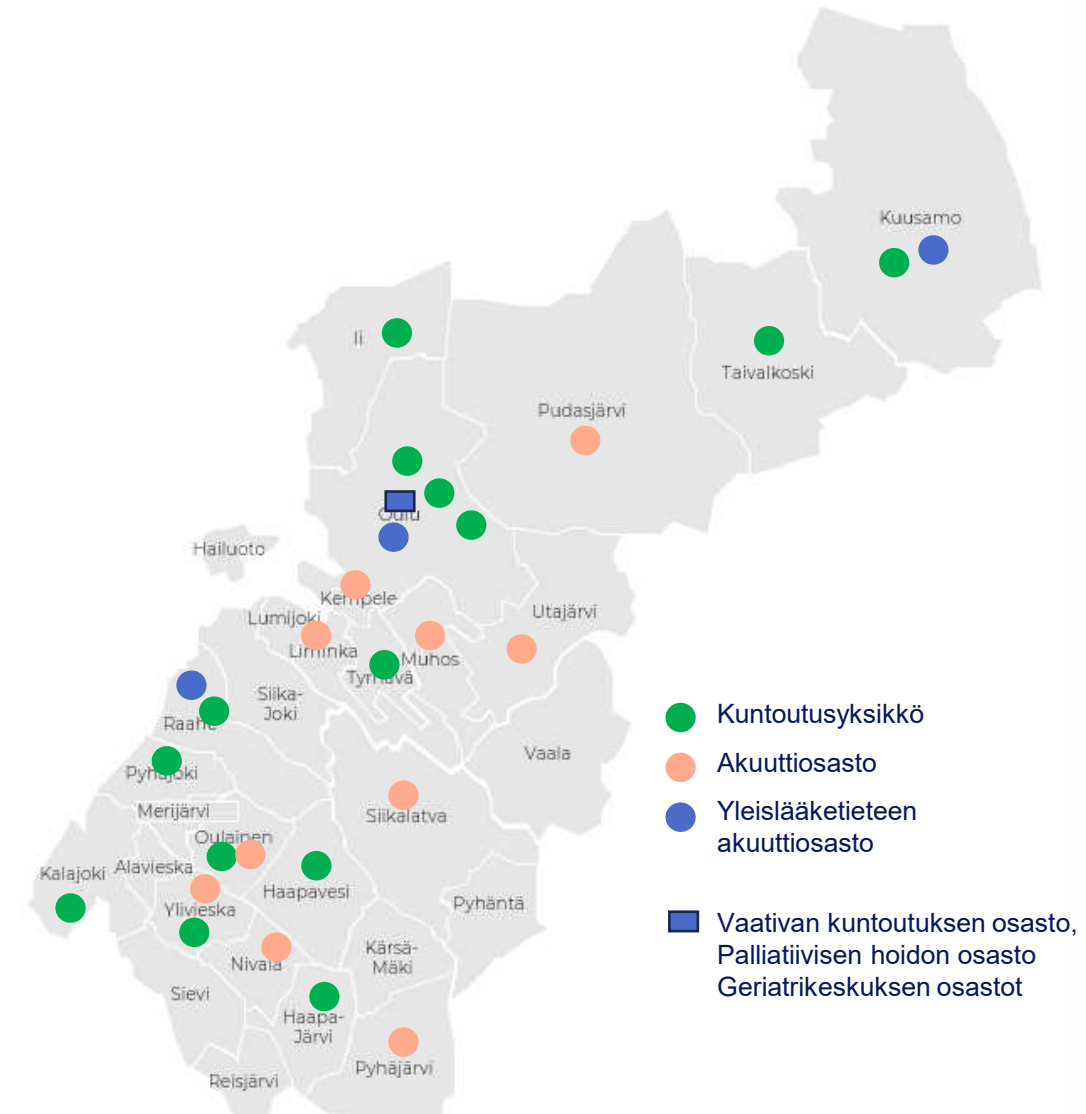 Kuusamo
Ii
Taivalkoski
Pudasjärvi
Oulu
Hailuoto
Kempele
Utajärvi
Lumijoki
Liminka
Muhos
Tyrnävä
Siika-
Joki
Raahe
Vaala
Pyhäjoki
Merijärvi
Siikalatva
Oulainen
Alavieska
Kalajoki
Haapavesi
Ylivieska
Pyhäntä
Kärsä-
Mäki
Nivala
Sievi
Haapa-
Järvi
Pyhäjärvi
Reisjärvi
Kuntoutusyksikkö
Akuuttiosasto
Yleislääketieteen
akuuttiosasto
Vaativan kuntoutuksen osasto,
Palliatiivisen hoidon osasto
Geriatrikeskuksen osastot